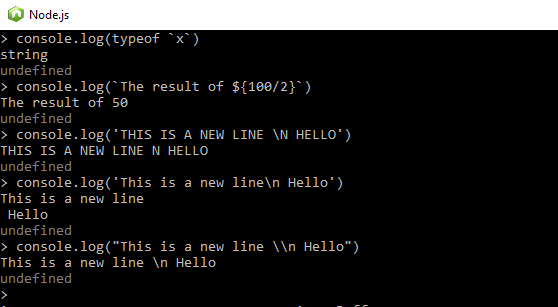 Node.js
> console.log(typeof `x`)
string
undefined
> console.log(`The result of ${100/2}`)
The result of 50
undefined
> console.log('THIS IS A NEW LINE \N HELLO')
THIS IS A NEW LINE N HELLO
undefined
> console.log('This is a new line\n Hello')
This is a new line
 Hello
undefined
> console.log("This is a new line \\n Hello")
This is a new line \n Hello
undefined
>